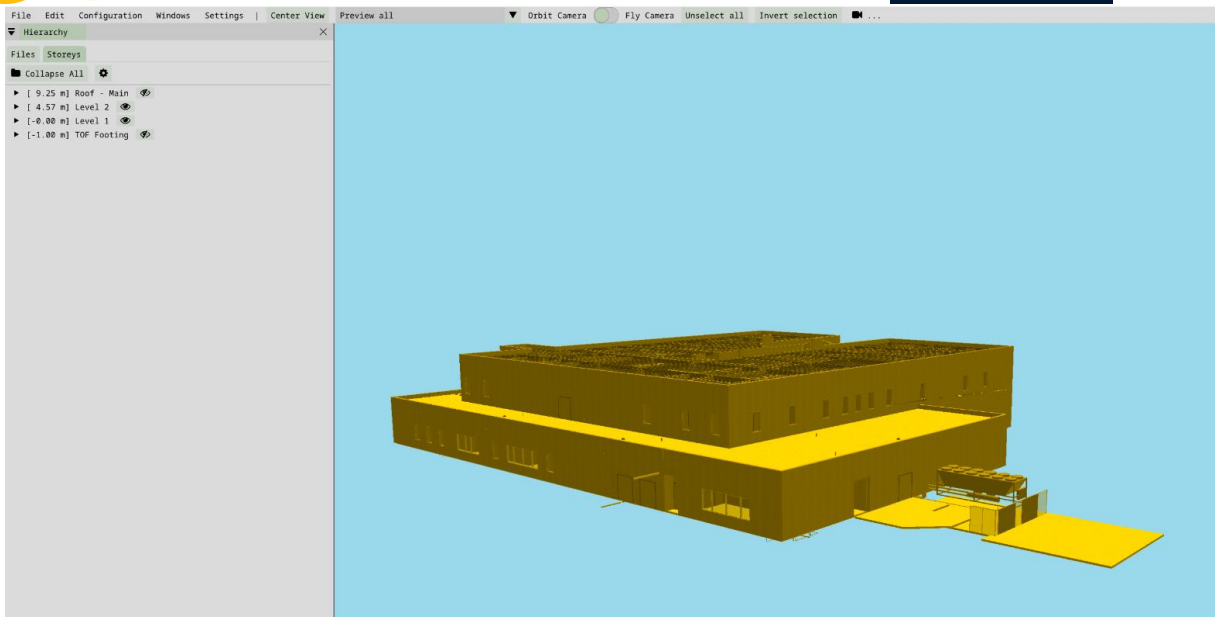 File Edit Configuration Windows Settings | Center View Preview all Orbit Camera Fly Camera Unselect all Invert selection ...
Hierarchy
Files Storeys
Collapse All
[ 9.25 m] Roof - Main
[ 4.57 m] Level 2
[-0.00 m] Level 1
[-1.00 m] TOF Footing